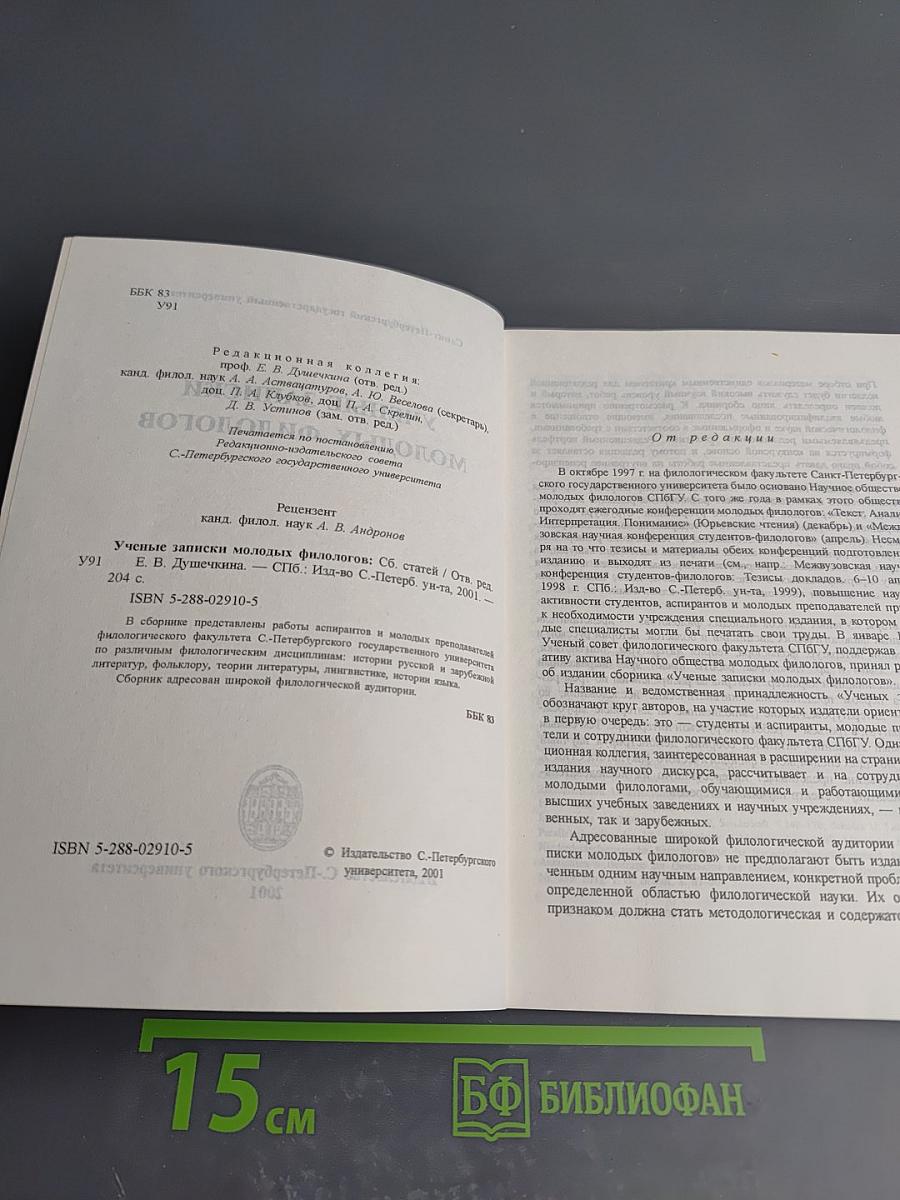 ББК 83
У91
Редакционная коллегия:
проф. Е. В. Душечкина (отв. ред.)
канд. филол. наук А. А. Аствацатуров, А. Ю. Веселова (секретарь),
доц. П. А. Клубков, доц. П. А. Скрелин,
Д. В. Устинов (зам. отв. ред.)
Печатается по постановлению
Редакционно-издательского совета
С.-Петербургского государственного университета
Рецензент
канд. филол. наук А. В. Андронов
Ученые записки молодых филологов: Сб. статей / Отв. ред.
У91 Е. В. Душечкина. — СПб.: Изд-во С.-Петерб. ун-та, 2001. —
204 с.
ISBN 5-288-02910-5
В сборнике представлены работы аспирантов и молодых преподавателей
филологического факультета С.-Петербургского государственного университета
по различным филологическим дисциплинам: истории русской и зарубежной
литератур, фольклору, теории литературы, лингвистике, истории языка.
Сборник адресован широкой филологической аудитории.
ББК 83
ISBN 5-288-02910-5
© Издательство С.-Петербургского
университета, 2001
От редакции
В октябре 1997 г. на филологическом факультете Санкт-Петербург-
ского государственного университета было основано Научное общество
молодых филологов СПбГУ. С того же года в рамках этого обществ
проходят ежегодные конференции молодых филологов: «Текст. Анали
Интерпретация. Понимание» (Юрьевские чтения) (декабрь) и «Межв
зовская научная конференция студентов-филологов» (апрель). Несм
ря на то что тезисы и материалы обеих конференций подготовлен
изданию и выходят из печати (см., напр.: Межвузовская науч
конференция студентов-филологов: Тезисы докладов. 6–10 апр
1998 г. СПб.: Изд-во С.-Петерб. ун-та, 1999), повышение нау
активности студентов, аспирантов и молодых преподавателей пр
к необходимости учреждения специального издания, в котором
дые специалисты могли бы печатать свои труды. В январе
Ученый совет филологического факультета СПбГУ, поддержав
ативу актива Научного общества молодых филологов, принял р
об издании сборника «Ученые записки молодых филологов».
Название и ведомственная принадлежность «Ученых з
обозначают круг авторов, на участие которых издатели ориент
в первую очередь: это — студенты и аспиранты, молодые п
тели и сотрудники филологического факультета СПбГУ. Одна
ционная коллегия, заинтересованная в расширении на страни
издания научного дискурса, рассчитывает и на сотруди
молодыми филологами, обучающимися и работающими
высших учебных заведениях и научных учреждениях, —
венных, так и зарубежных.
Адресованные широкой филологической аудитории
писки молодых филологов» не предполагают быть издан
ченным одним научным направлением, конкретной пробл
определенной областью филологической науки. Их о
признаком должна стать методологическая и содержате
15 см
БФ БИБЛИОФАН